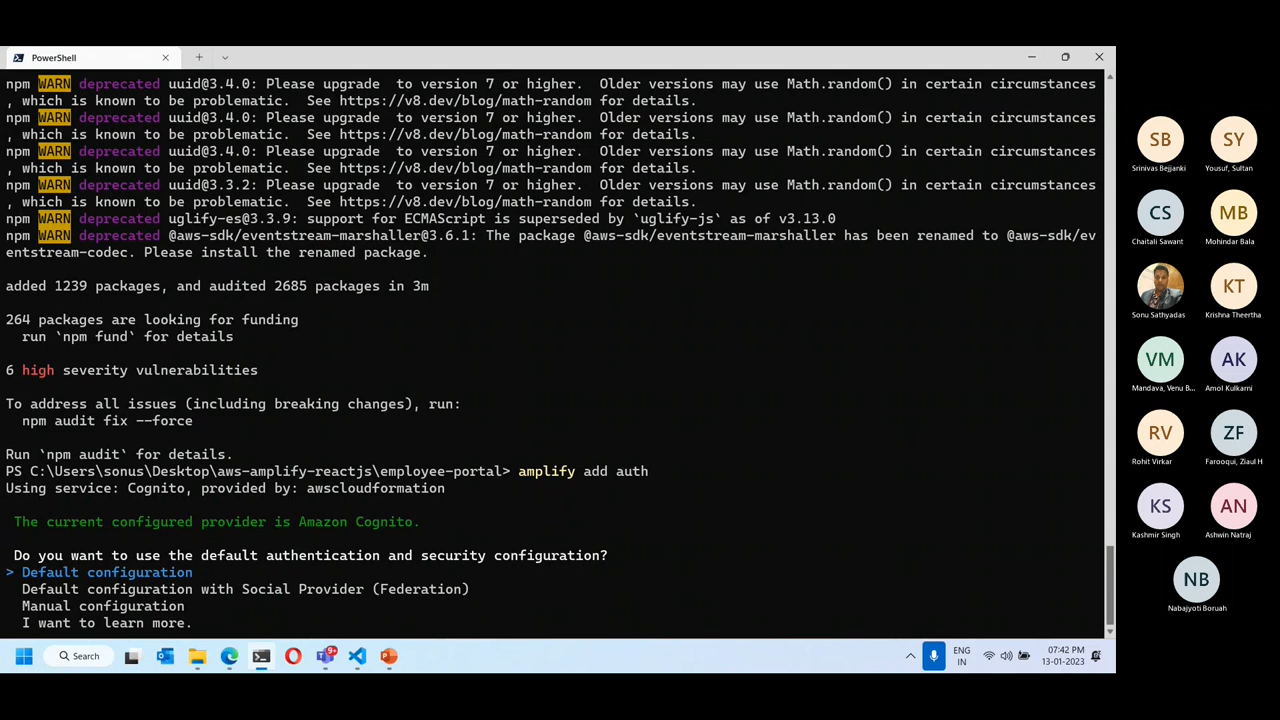 PowerShell
npm WARN deprecated uuid@3.4.0: Please upgrade  to version 7 or higher.  Older versions may use Math.random() in certain circumstances
, which is known to be problematic.  See https://v8.dev/blog/math-random for details.
npm WARN deprecated uuid@3.4.0: Please upgrade  to version 7 or higher.  Older versions may use Math.random() in certain circumstances
, which is known to be problematic.  See https://v8.dev/blog/math-random for details.
npm WARN deprecated uuid@3.4.0: Please upgrade  to version 7 or higher.  Older versions may use Math.random() in certain circumstances
, which is known to be problematic.  See https://v8.dev/blog/math-random for details.
npm WARN deprecated uuid@3.3.2: Please upgrade  to version 7 or higher.  Older versions may use Math.random() in certain circumstances
, which is known to be problematic.  See https://v8.dev/blog/math-random for details.
npm WARN deprecated uglify-es@3.3.9: support for ECMAScript is superseded by `uglify-js` as of v3.13.0
npm WARN deprecated @aws-sdk/eventstream-marshaller@3.6.1: The package @aws-sdk/eventstream-marshaller has been renamed to @aws-sdk/ev
entstream-codec. Please install the renamed package.
added 1239 packages, and audited 2685 packages in 3m
264 packages are looking for funding
run `npm fund` for details
6 high severity vulnerabilities
To address all issues (including breaking changes), run:
npm audit fix --force
Run `npm audit` for details.
PS C:\Users\sonus\Desktop\aws-amplify-reactjs\employee-portal> amplify add auth
Using service: Cognito, provided by: awscloudformation
The current configured provider is Amazon Cognito.
Do you want to use the default authentication and security configuration?
> Default configuration
Default configuration with Social Provider (Federation)
Manual configuration
I want to learn more.
Search
9+
ENG
IN
07:42 PM
13-01-2023
SB
SY
Srinivas Bejjanki
Yousuf, Sultan
CS
MB
Chaitali Sawant
Mohindar Bala
KT
Sonu Sathyadas
Krishna Theertha
VM
AK
Mandava, Venu B...
Amol Kulkarni
RV
ZF
Rohit Virkar
Farooqui, Ziaul H
KS
AN
Kashmir Singh
Ashwin Natraj
NB
Nabajyoti Boruah